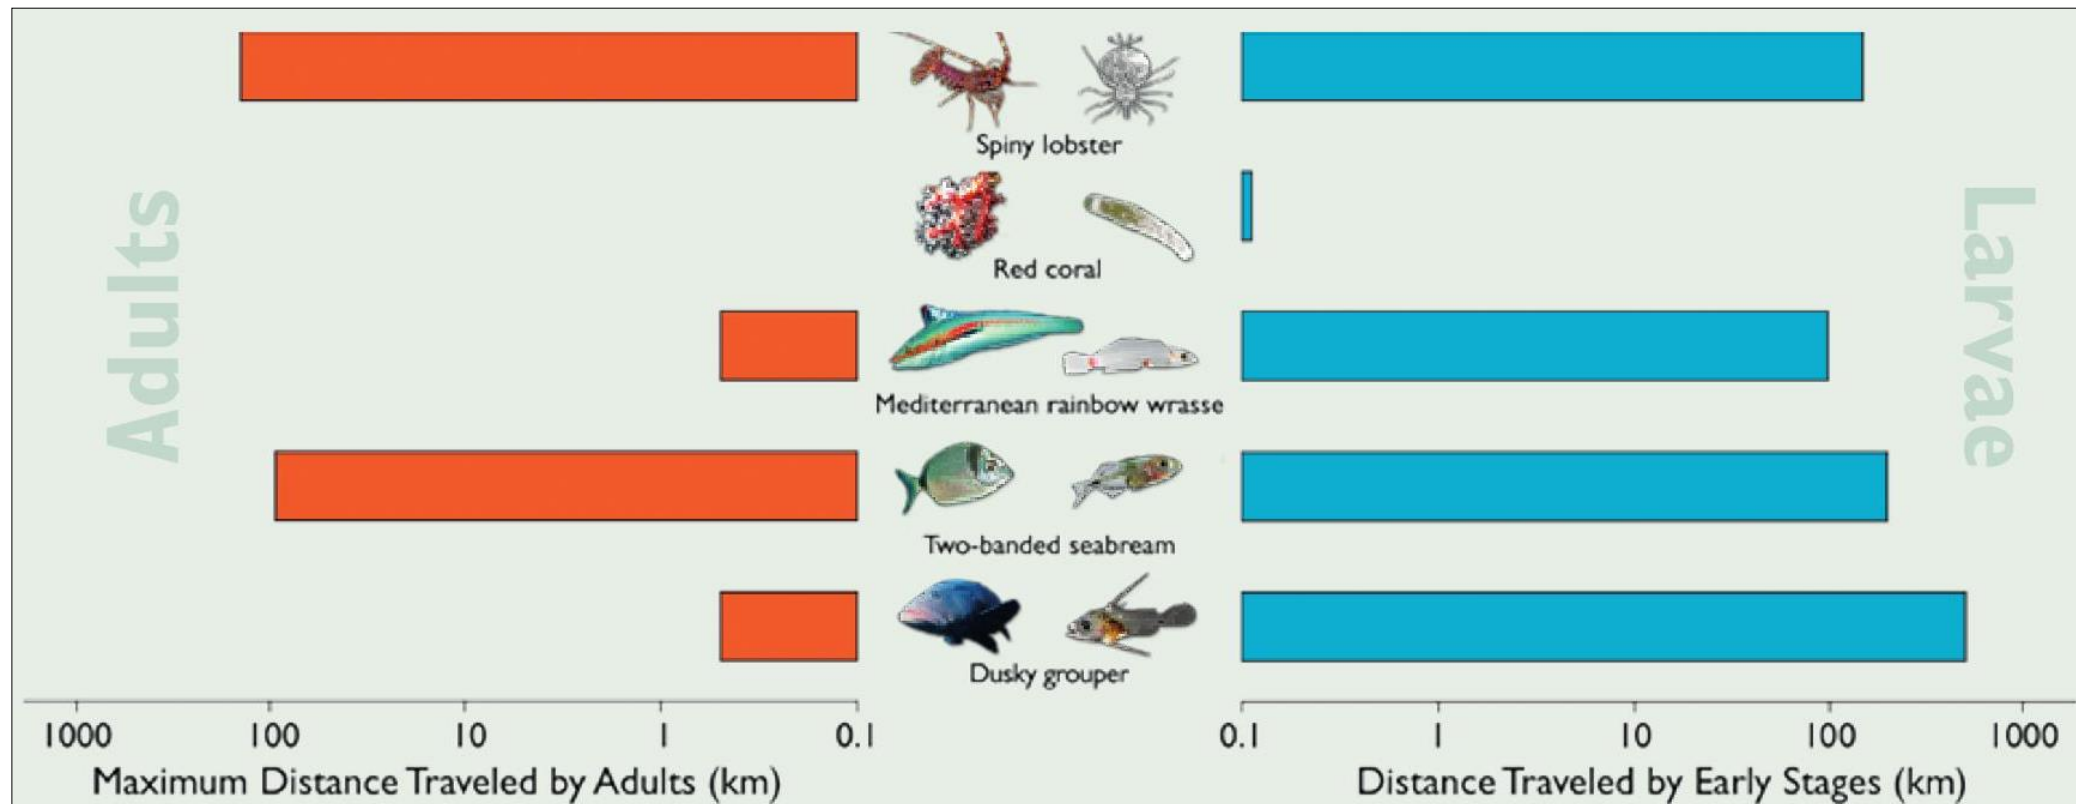 Adults
Larvae
Spiny lobster
Red coral
Mediterranean rainbow wrasse
Two-banded seabream
Dusky grouper
1000 100 10 1 0.1
0.1 1 10 100 1000
Maximum Distance Traveled by Adults (km)
Distance Traveled by Early Stages (km)